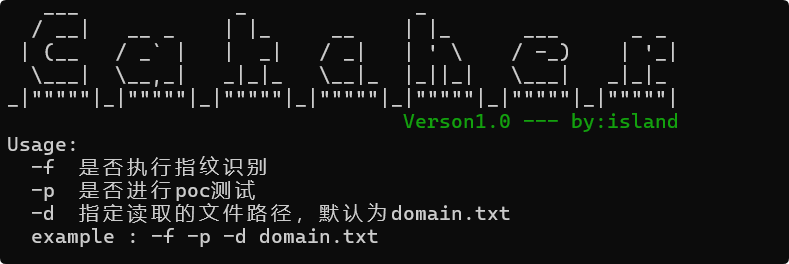 Catcher
Verson1.0 --- by:island
Usage:
-f 是否执行指纹识别
-p 是否进行poc测试
-d 指定读取的文件路径，默认为domain.txt
example : -f -p -d domain.txt